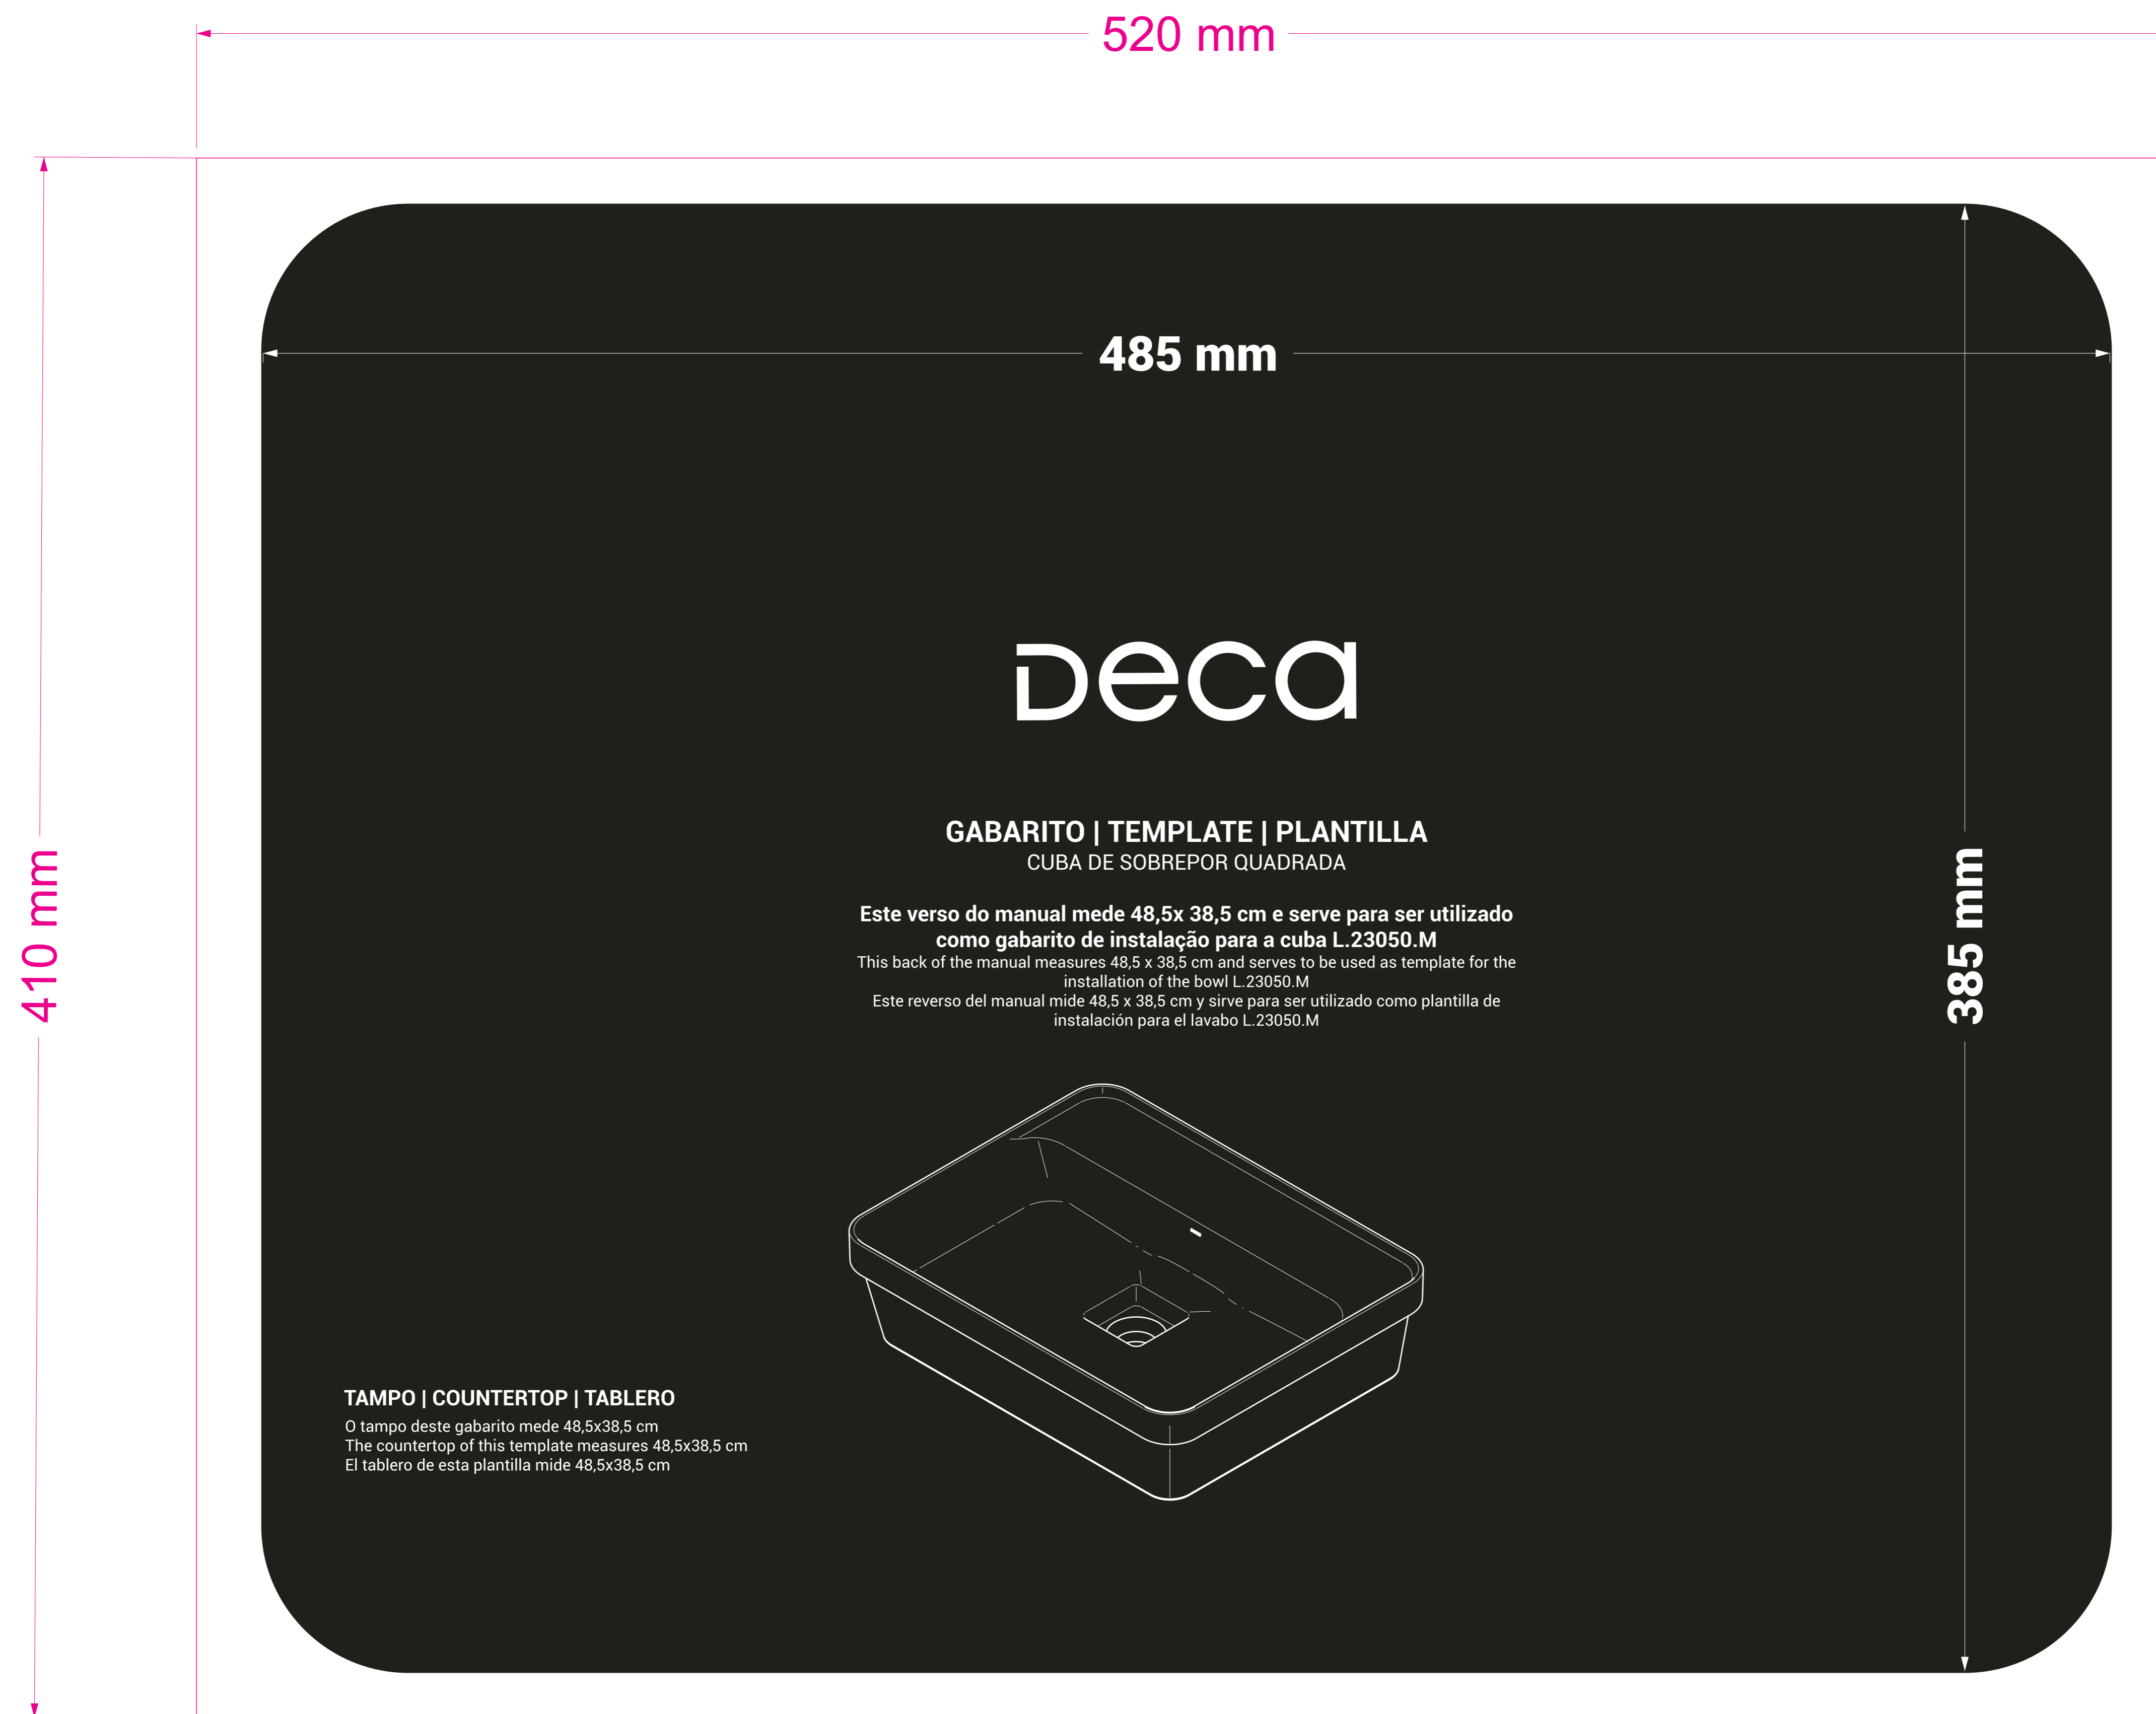 520 mm
485 mm
Deca
GABARITO | TEMPLATE | PLANTILLA
CUBA DE SOBREPOR QUADRADA
410 mm
385 mm
Este verso do manual mede 48,5x 38,5 cm e serve para ser utilizado
como gabarito de instalação para a cuba L.23050.M
This back of the manual measures 48,5 x 38,5 cm and serves to be used as template for the
installation of the bowl L.23050.M
Este reverso del manual mide 48,5 x 38,5 cm y sirve para ser utilizado como plantilla de
instalación para el lavabo L.23050.M
TAMPO | COUNTERTOP | TABLERO
O tampo deste gabarito mede 48,5x38,5 cm
The countertop of this template measures 48,5x38,5 cm
El tablero de esta plantilla mide 48,5x38,5 cm